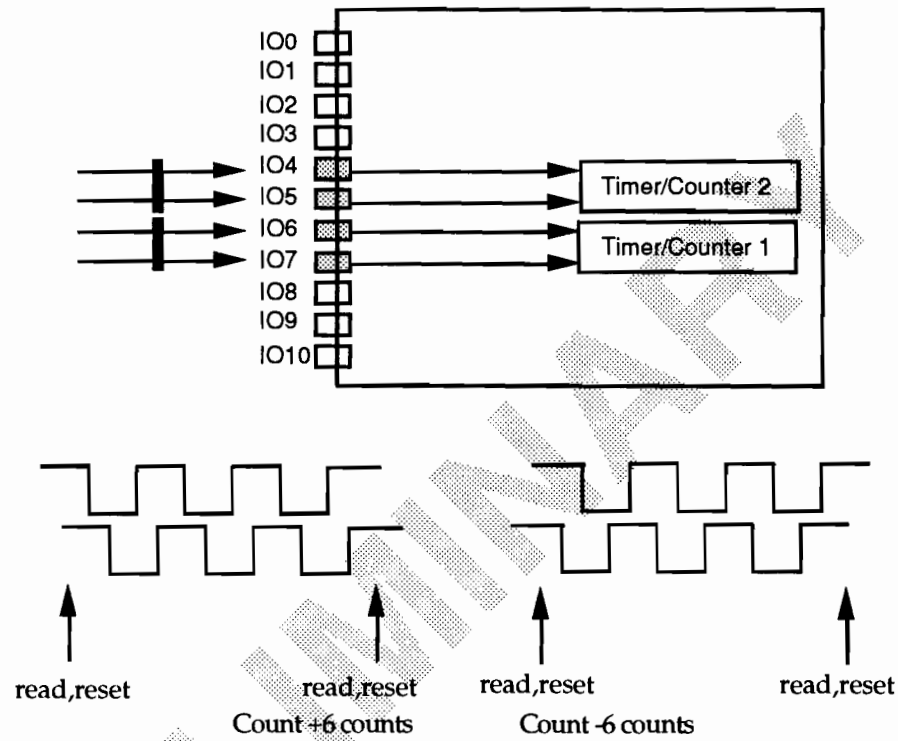 IO0
IO1
IO2
IO3
IO4
IO5
IO6
IO7
IO8
IO9
IO10
Timer/Counter 2
Timer/Counter 1
read,reset
read,reset
read,reset
read,reset
Count +6 counts
Count -6 counts